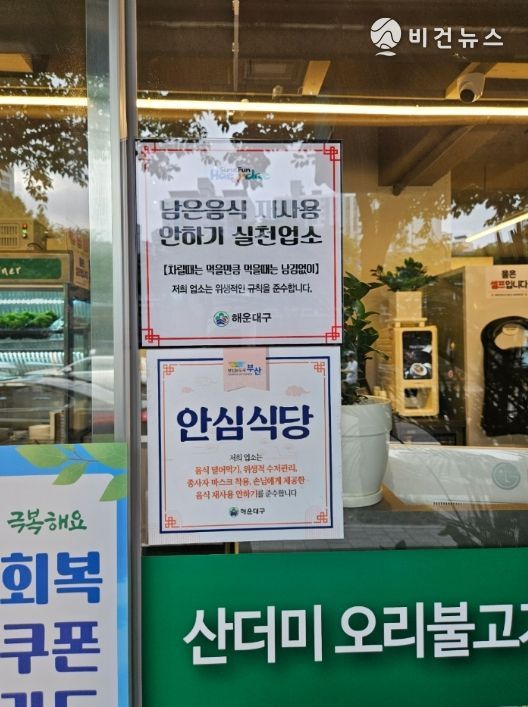 비건뉴스
Haeundae
남은음식 재사용
안하기 실천업소
【차릴때는 먹을만큼 먹을때는 남김없이】
저희 업소는 위생적인 규칙을 준수합니다.
해운대구
물은
셀프입니다
부산
안심식당
저희 업소는
음식 덜어먹기, 위생적 수저관리,
종사자 마스크 착용, 손님에게 제공한
음식 재사용 안하기를 준수합니다
해운대구
LG
극복해요
회복
쿠폰
산더미 오리불고기